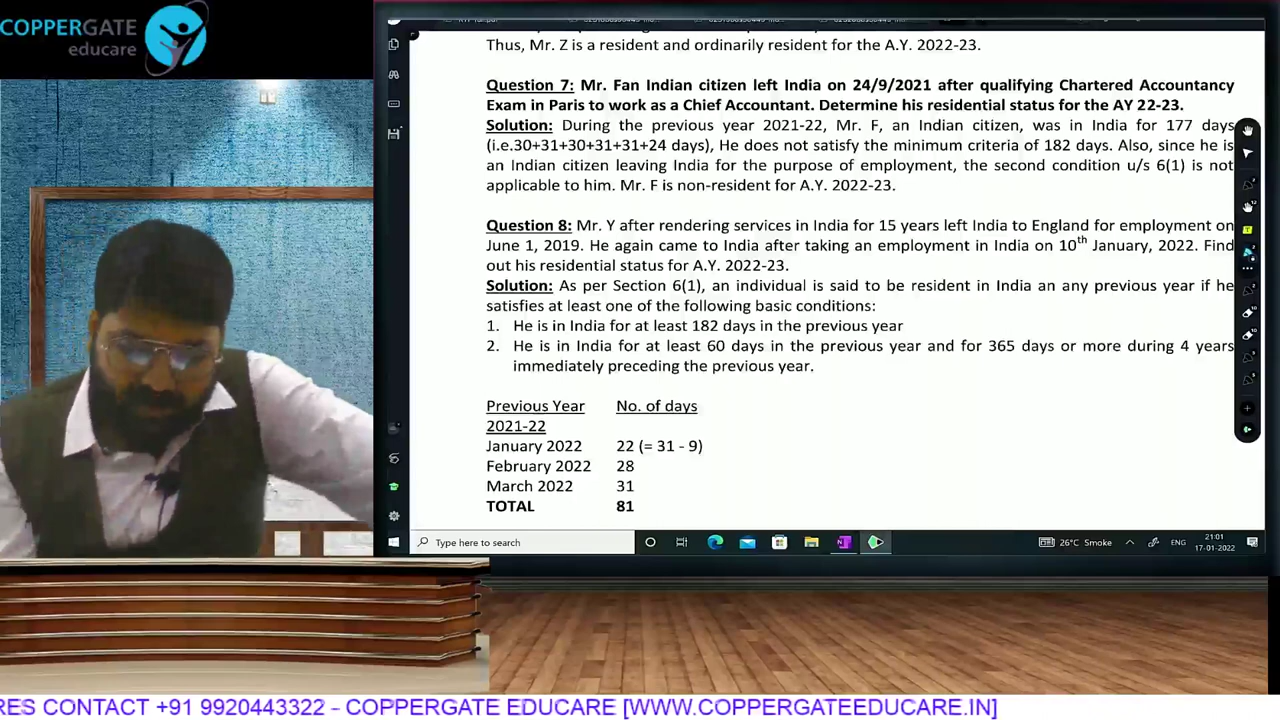 COPPERGATE
educare
Thus, Mr. Z is a resident and ordinarily resident for the A.Y. 2022-23.
Question 7: Mr. Fan Indian citizen left India on 24/9/2021 after qualifying Chartered Accountancy
Exam in Paris to work as a Chief Accountant. Determine his residential status for the AY 22-23.
Solution: During the previous year 2021-22, Mr. F, an Indian citizen, was in India for 177 days
(i.e.30+31+30+31+31+24 days), He does not satisfy the minimum criteria of 182 days. Also, since he is
an Indian citizen leaving India for the purpose of employment, the second condition u/s 6(1) is not
applicable to him. Mr. F is non-resident for A.Y. 2022-23.
Question 8: Mr. Y after rendering services in India for 15 years left India to England for employment on
June 1, 2019. He again came to India after taking an employment in India on 10th January, 2022. Find
out his residential status for A.Y. 2022-23.
Solution: As per Section 6(1), an individual is said to be resident in India an any previous year if he
satisfies at least one of the following basic conditions:
1. He is in India for at least 182 days in the previous year
2. He is in India for at least 60 days in the previous year and for 365 days or more during 4 years
immediately preceding the previous year.
Previous Year No. of days
2021-22
January 2022 22 (= 31 - 9)
February 2022 28
March 2022 31
TOTAL 81
Type here to search
26°C Smoke
ENG
21:01
17-01-2022
RES CONTACT +91 9920443322 - COPPERGATE EDUCARE [WWW.COPPERGATEEDUCARE.IN]